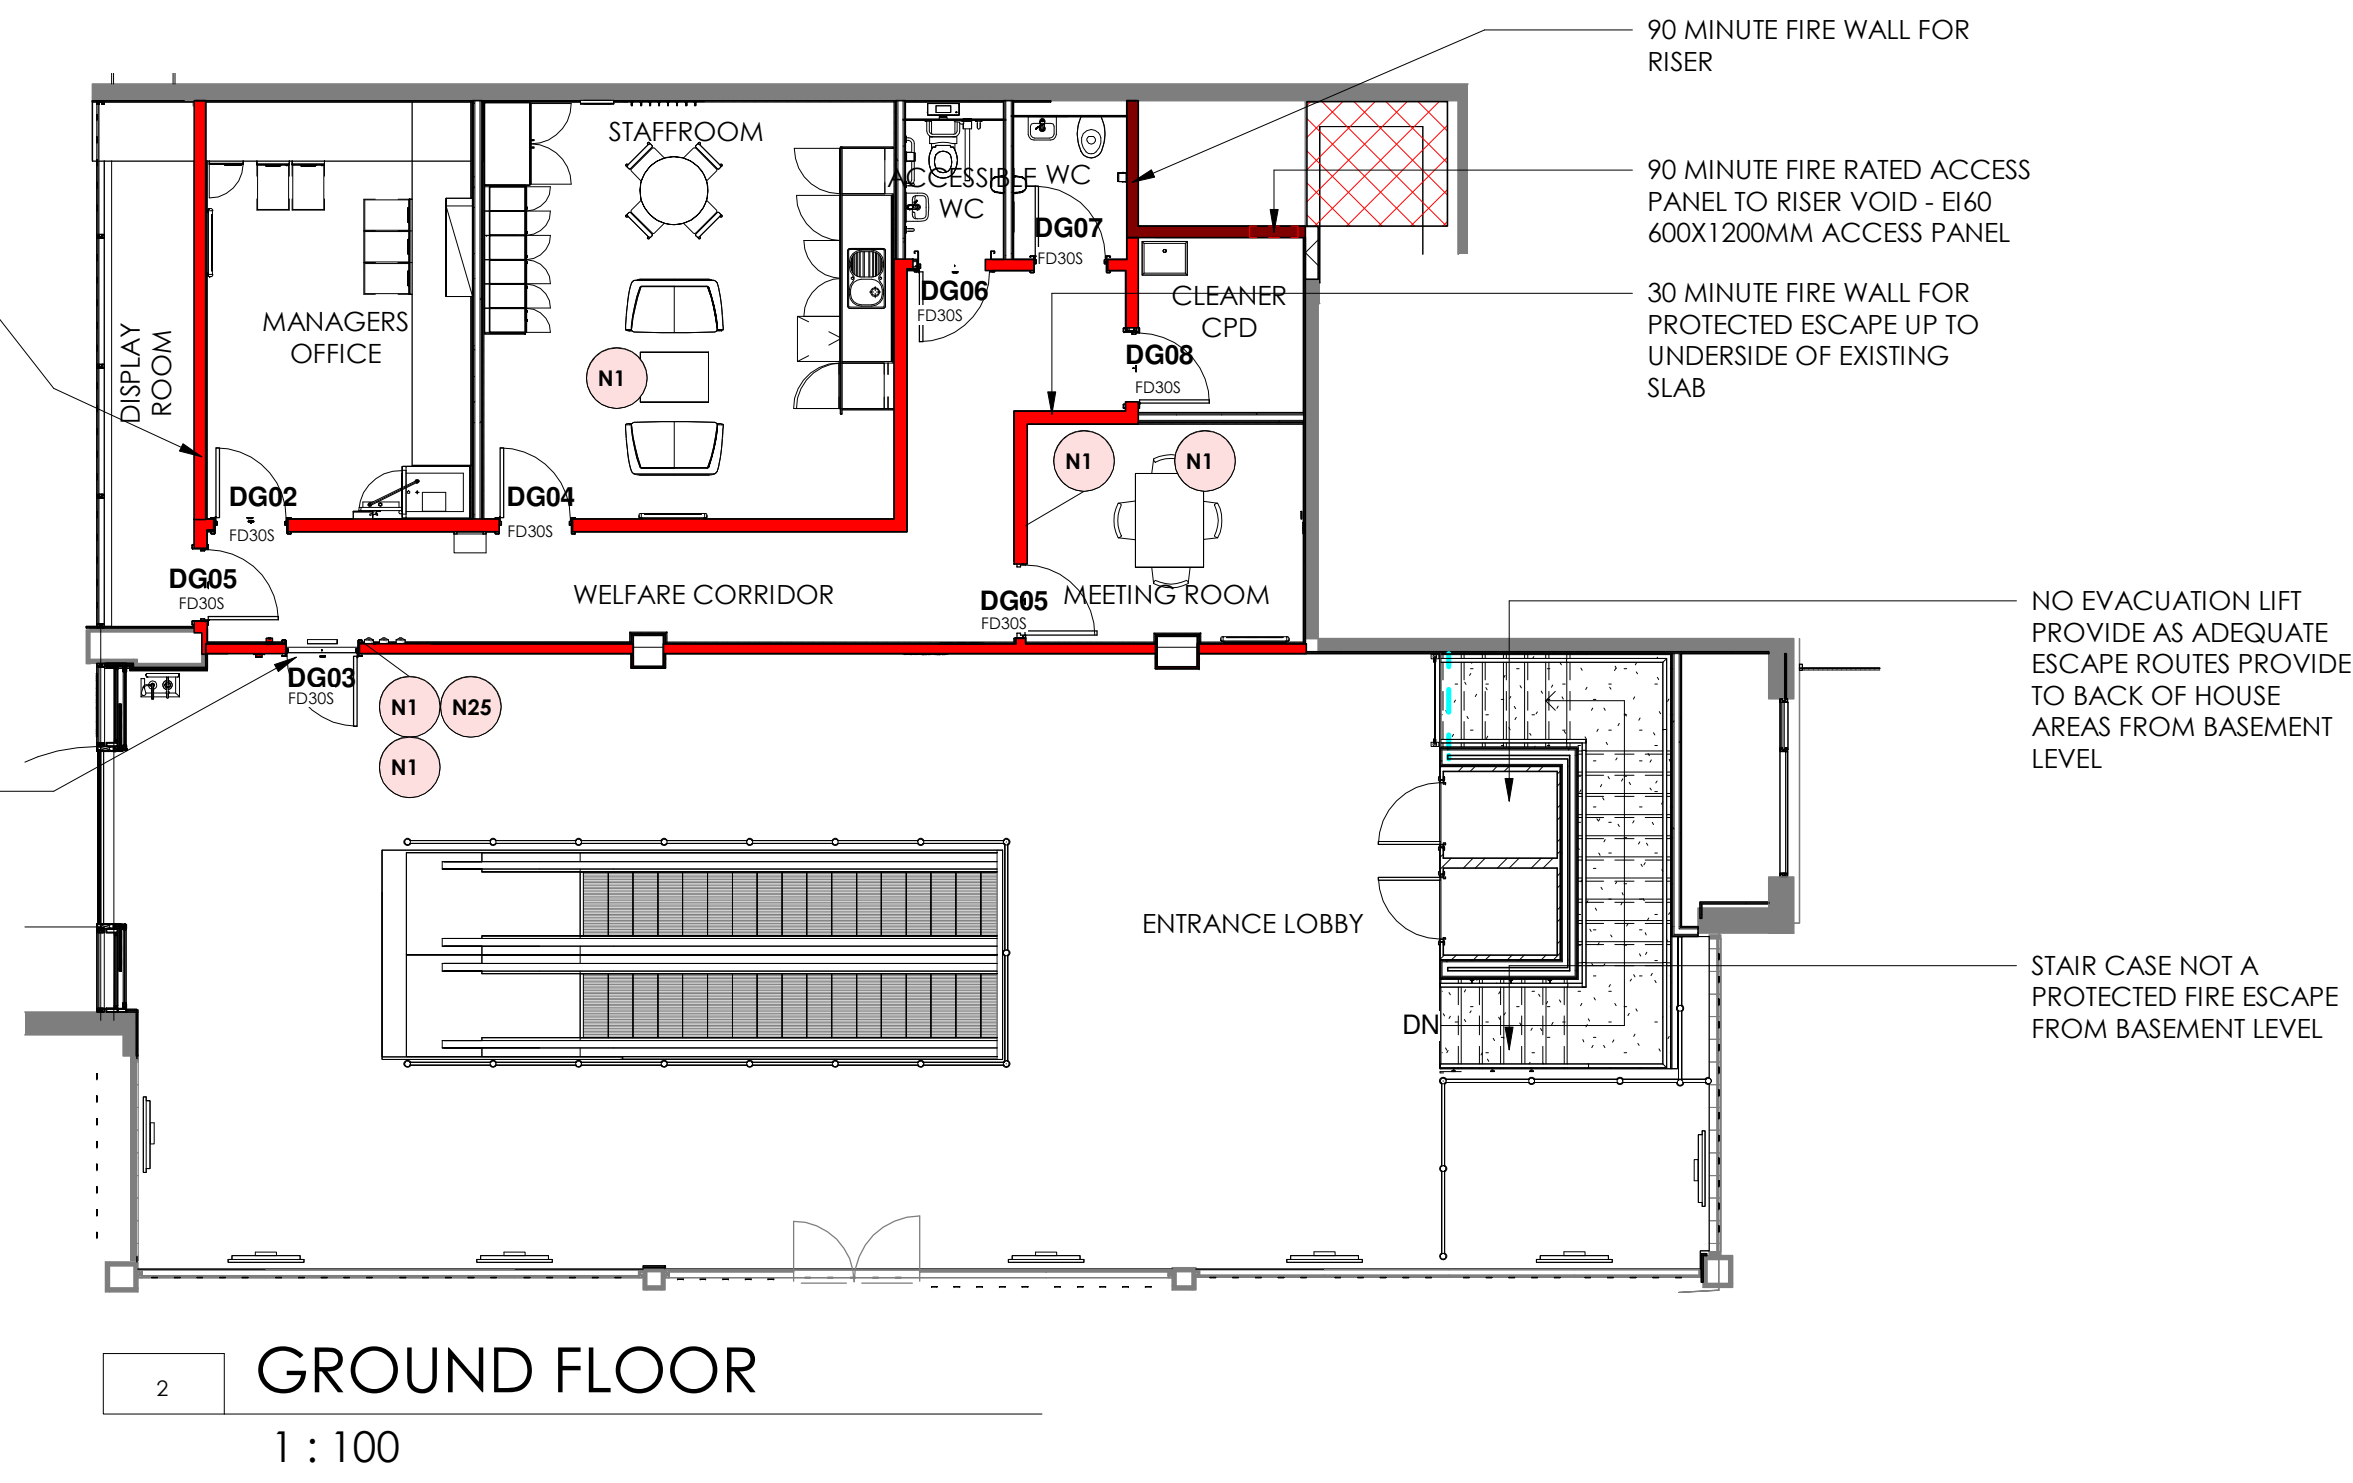 90 MINUTE FIRE WALL FOR
RISER
90 MINUTE FIRE RATED ACCESS
PANEL TO RISER VOID - EI60
600X1200MM ACCESS PANEL
30 MINUTE FIRE WALL FOR
PROTECTED ESCAPE UP TO
UNDERSIDE OF EXISTING
SLAB
STAFFROOM
ACCESSIBLE
WC
WC
DG07
FD30S
DG06
FD30S
CLEANER
CPD
DG08
FD30S
DISPLAY
ROOM
MANAGERS
OFFICE
N1
N1
N1
DG02
FD30S
DG04
FD30S
DG05
FD30S
WELFARE CORRIDOR
DG05
FD30S
MEETING ROOM
DG03
FD30S
N1
N25
N1
NO EVACUATION LIFT
PROVIDE AS ADEQUATE
ESCAPE ROUTES PROVIDE
TO BACK OF HOUSE
AREAS FROM BASEMENT
LEVEL
ENTRANCE LOBBY
STAIR CASE NOT A
PROTECTED FIRE ESCAPE
FROM BASEMENT LEVEL
DN
2
GROUND FLOOR
1 : 100